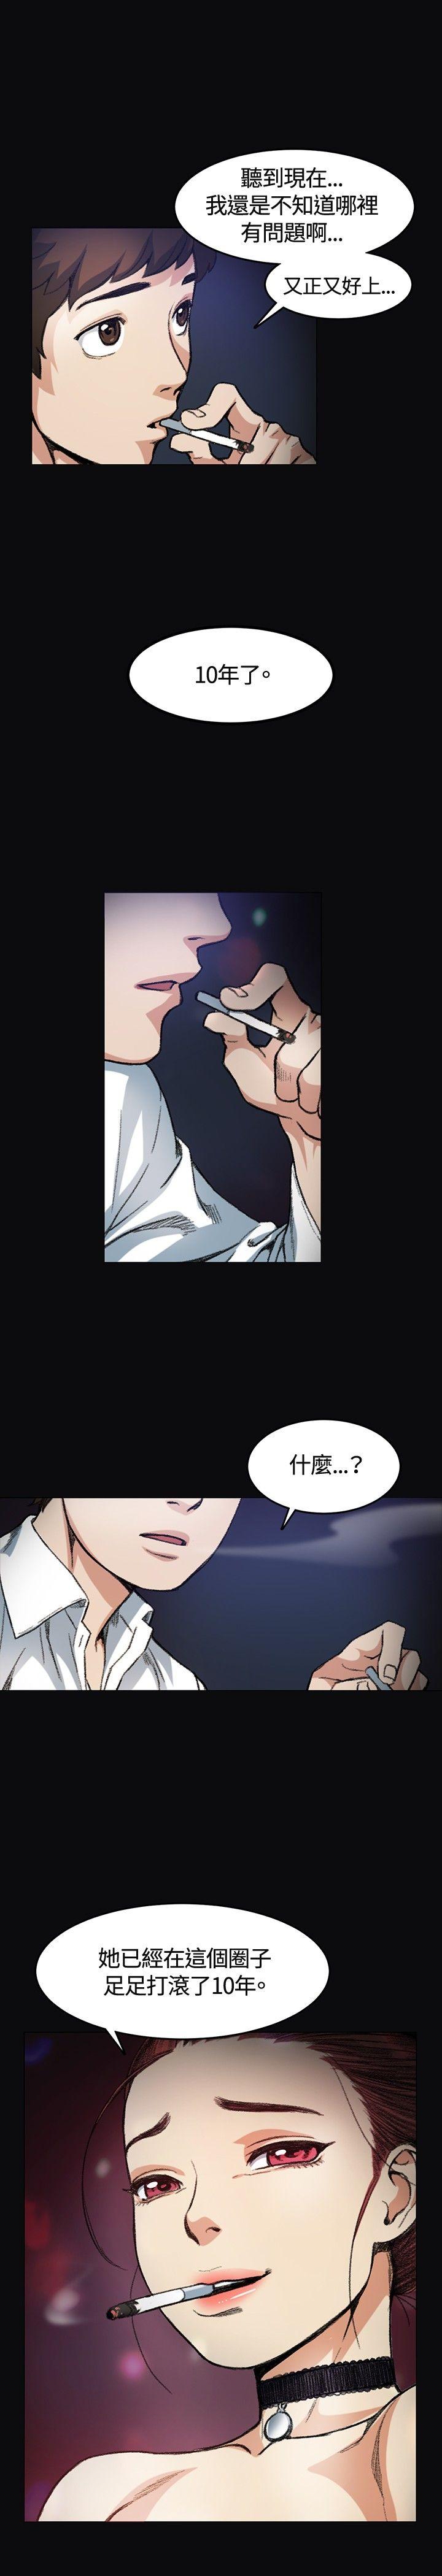 聽到現在...
我還是不知道哪裡
有問題啊...
又正又好上...
10年了。
什麼...?
她已經在這個圈子
足足打滾了10年。